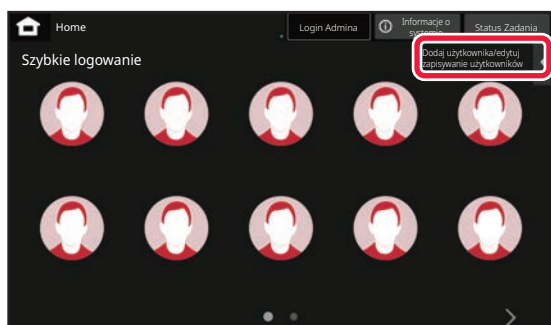 Home
Login Admina
Informacje o
systemie
Status Zadania
Szybkie logowanie
Dodaj użytkownika/edytuj
zapisywanie użytkowników